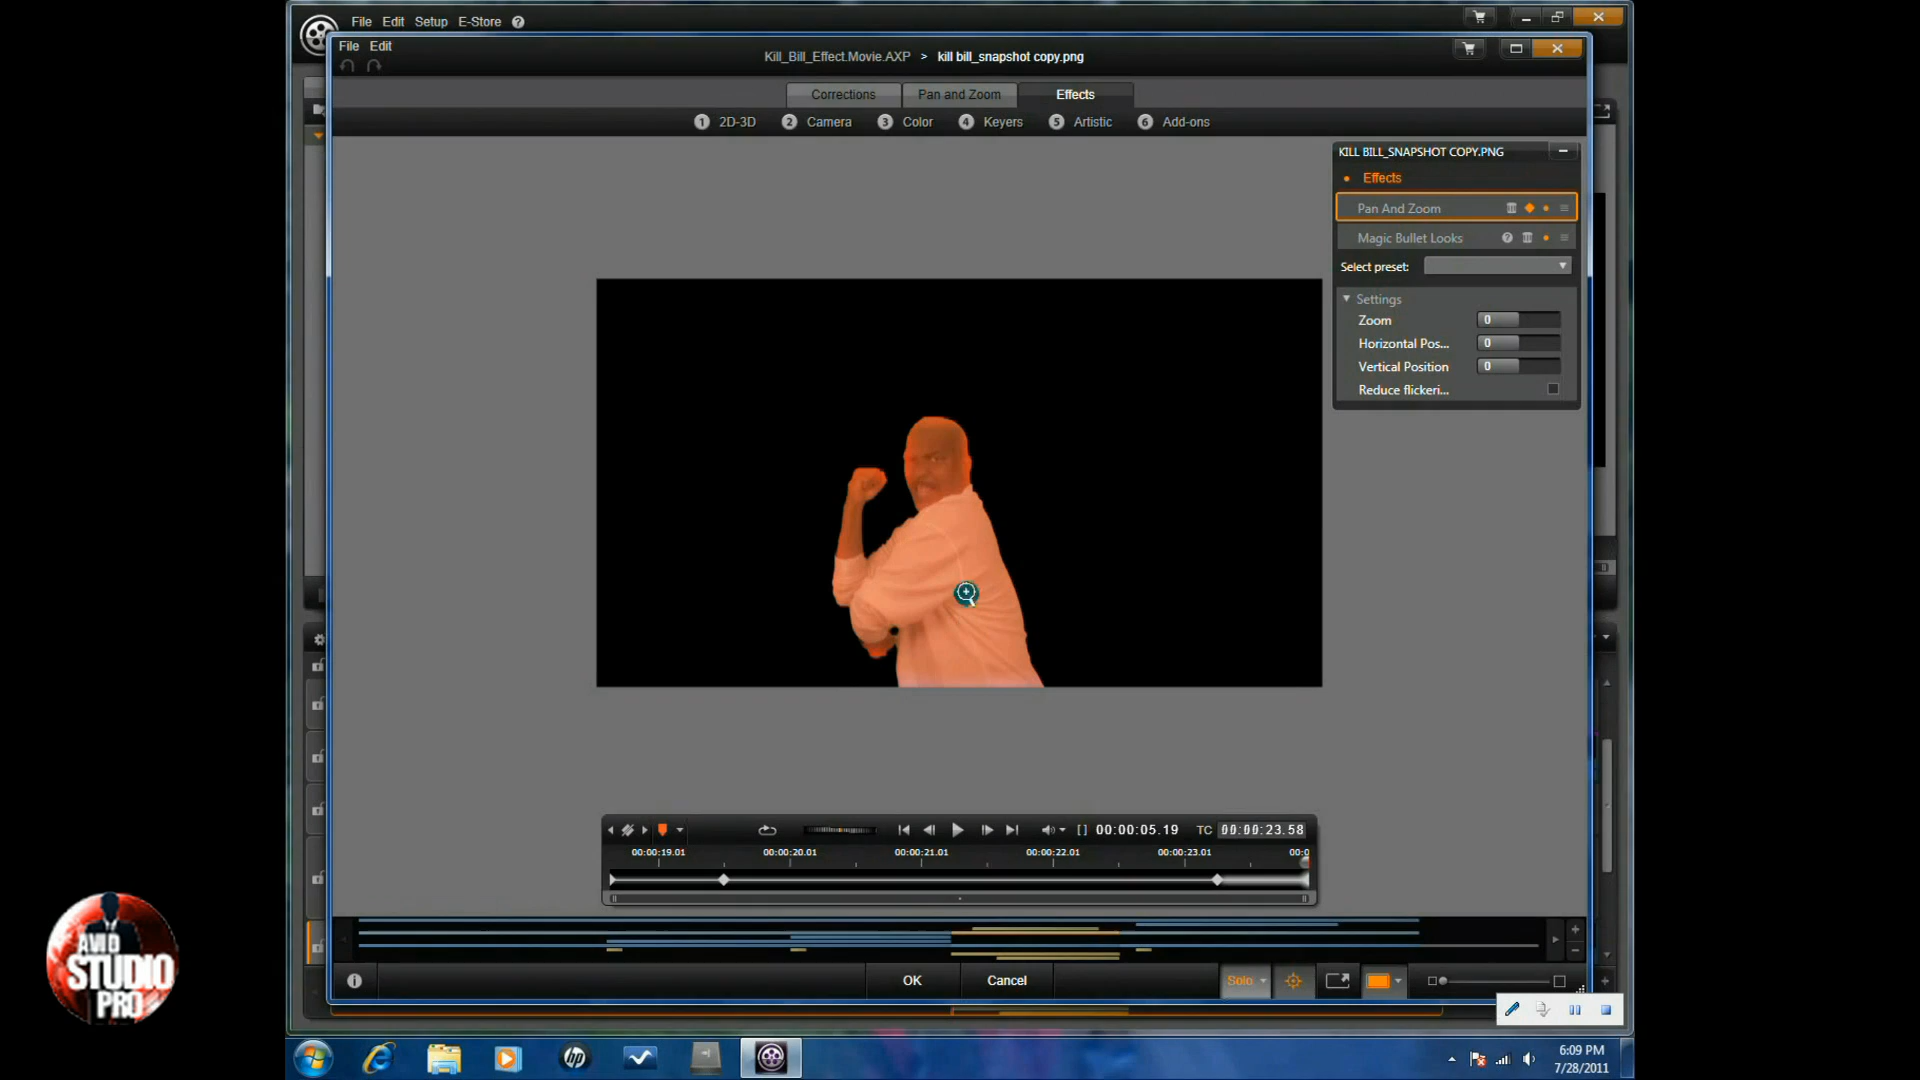 File Edit Setup E-Store ?
File Edit
Kill_Bill_Effect.Movie.AXP > kill bill_snapshot copy.png
Corrections Pan and Zoom Effects
1 2D-3D 2 Camera 3 Color 4 Keyers 5 Artistic 6 Add-ons
KILL BILL_SNAPSHOT COPY.PNG
Effects
Pan And Zoom
Magic Bullet Looks ?
Select preset:
Settings
Zoom 0
Horizontal Pos... 0
Vertical Position 0
Reduce flickeri...
[] 00:00:05.19 TC 00:00:23.58
00:00:19.01 00:00:20.01 00:00:21.01 00:00:22.01 00:00:23.01 00:0
OK Cancel Solo
AVID
STUDIO
PRO
hp
6:09 PM
7/28/2011